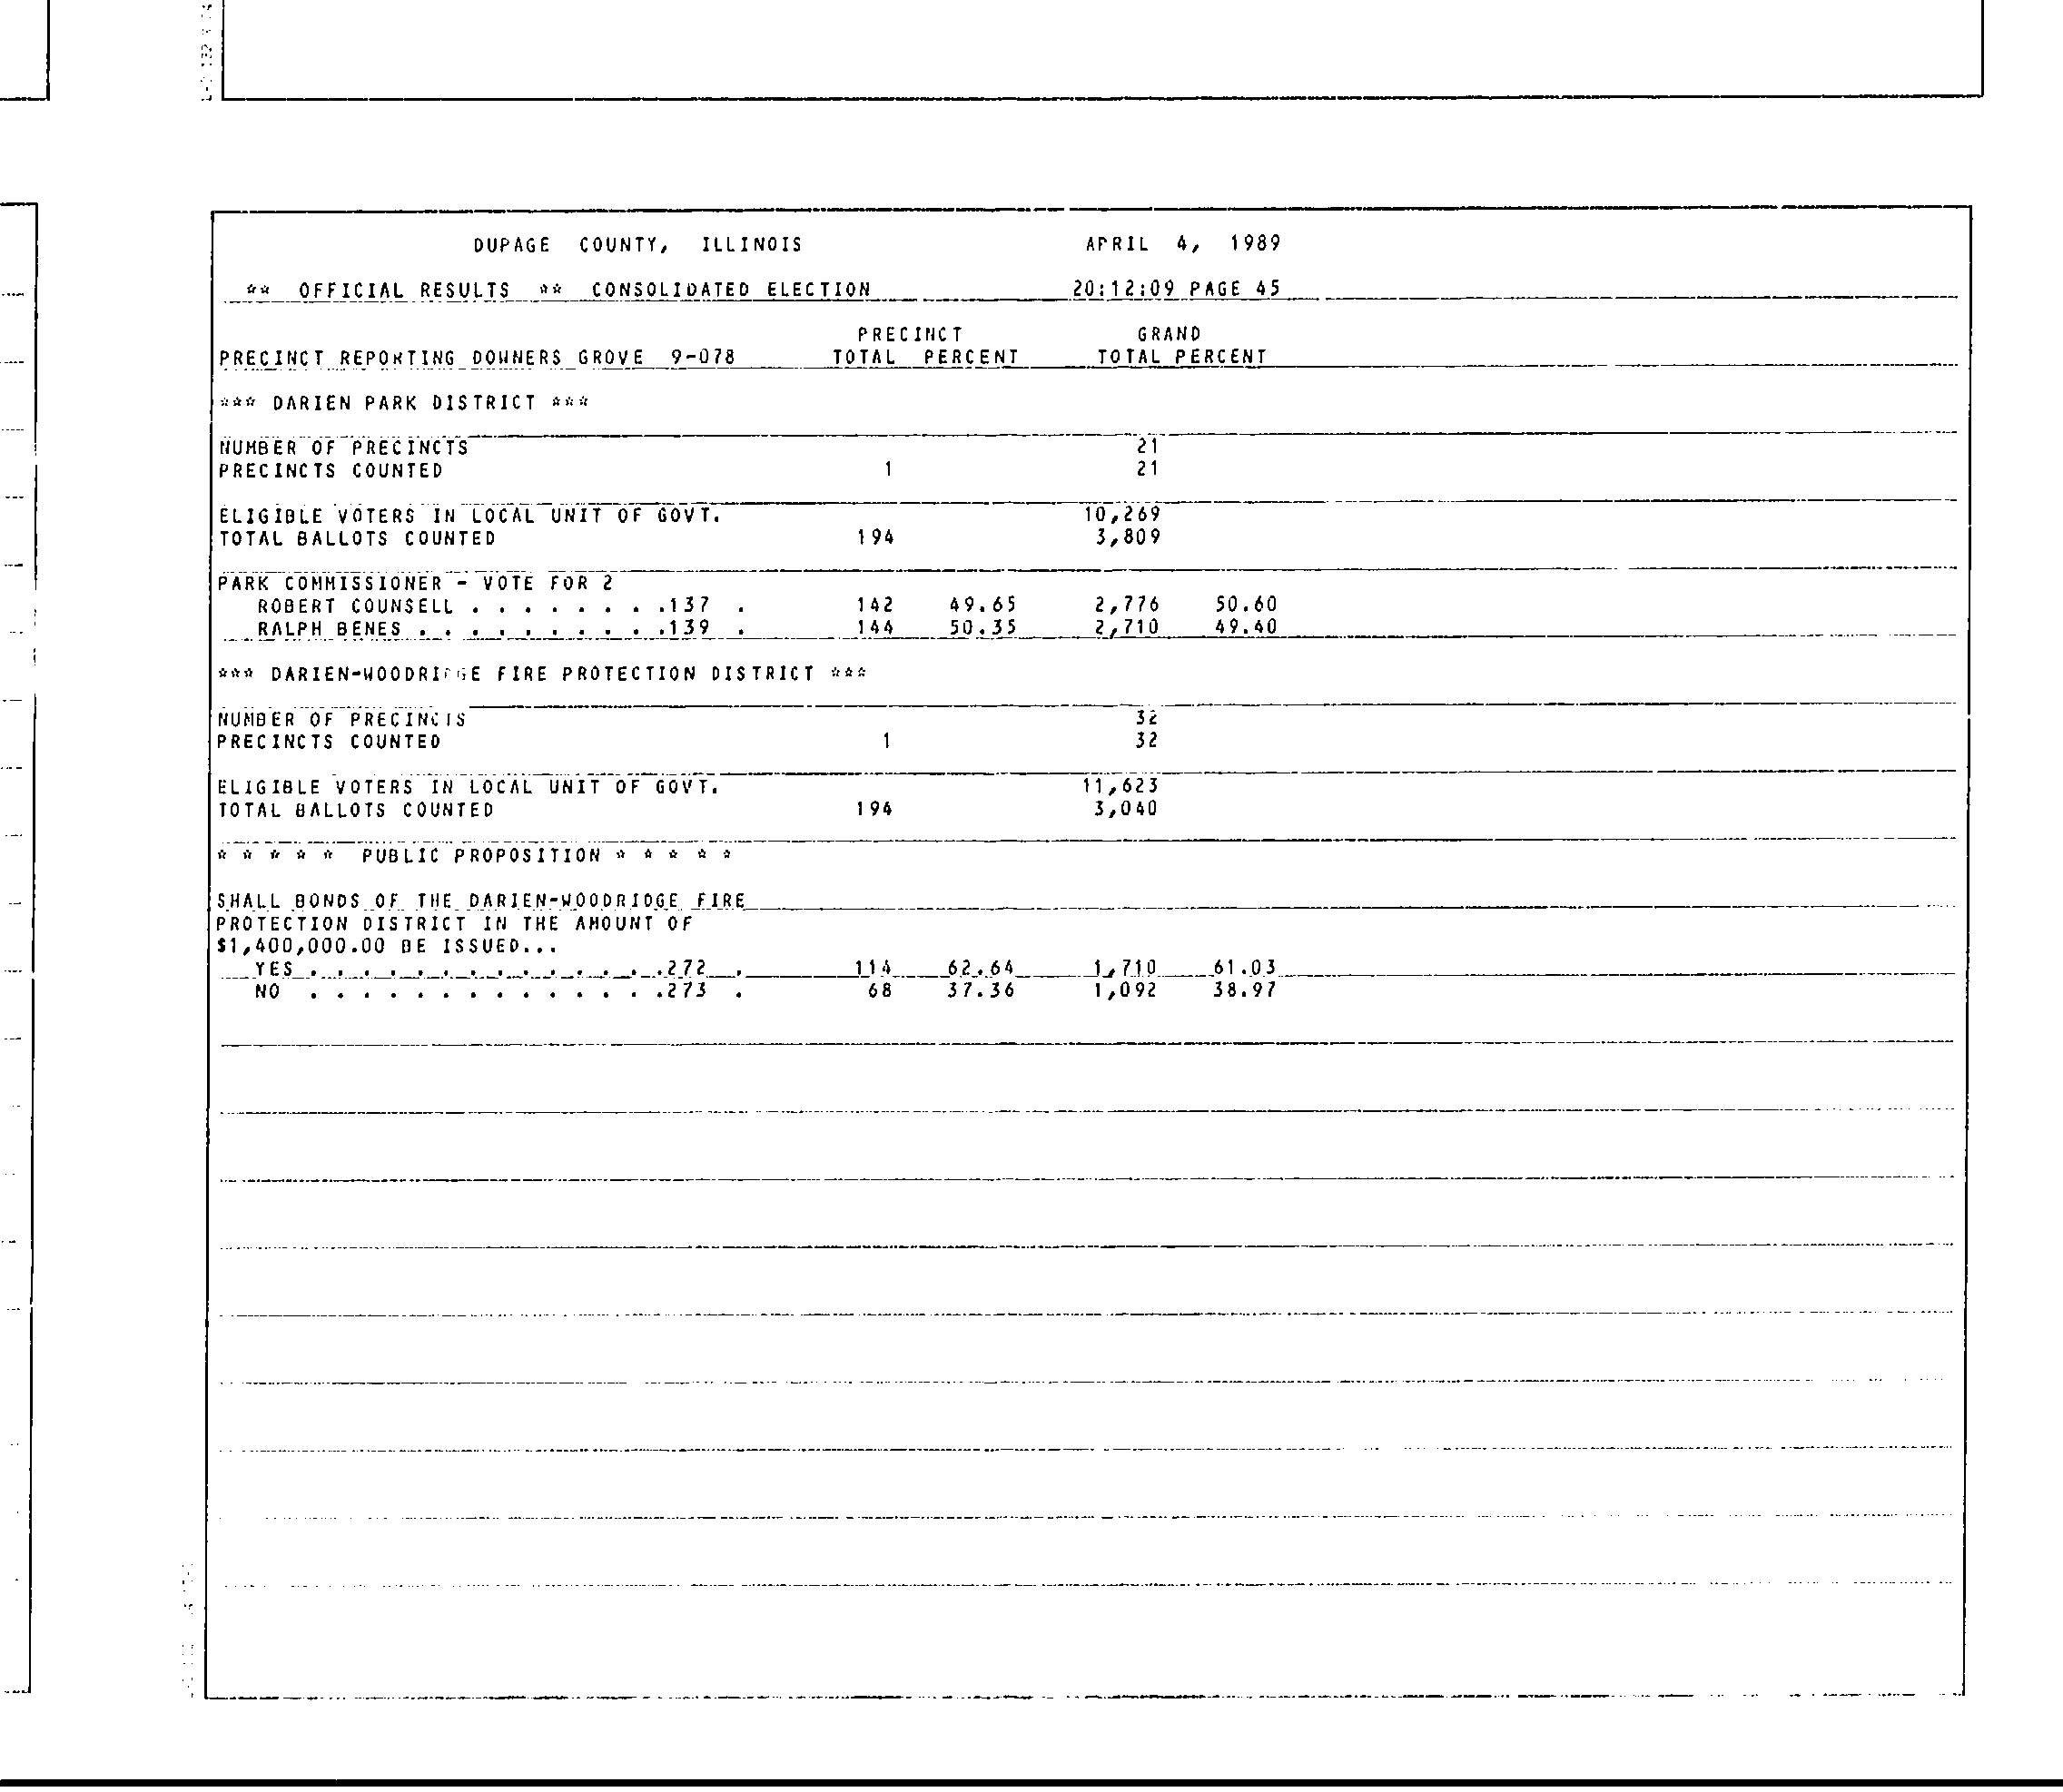 DUPAGE COUNTY, ILLINOIS APRIL 4, 1989
** OFFICIAL RESULTS ** CONSOLIDATED ELECTION 20:12:09 PAGE 45
PRECINCT GRAND
PRECINCT REPORTING DOWNERS GROVE 9-078 TOTAL PERCENT TOTAL PERCENT
*** DARIEN PARK DISTRICT ***
NUMBER OF PRECINCTS 21
PRECINCTS COUNTED 1 21
ELIGIBLE VOTERS IN LOCAL UNIT OF GOVT. 10,269
TOTAL BALLOTS COUNTED 194 3,809
PARK COMMISSIONER - VOTE FOR 2
ROBERT COUNSELL . . . . . . . .137 . 142 49.65 2,776 50.60
RALPH BENES . . . . . . . . . .139 . 144 50.35 2,710 49.40
*** DARIEN-WOODRIDGE FIRE PROTECTION DISTRICT ***
NUMBER OF PRECINCTS 32
PRECINCTS COUNTED 1 32
ELIGIBLE VOTERS IN LOCAL UNIT OF GOVT. 11,623
TOTAL BALLOTS COUNTED 194 3,040
* * * * * PUBLIC PROPOSITION * * * * *
SHALL BONDS OF THE DARIEN-WOODRIDGE FIRE
PROTECTION DISTRICT IN THE AMOUNT OF
$1,400,000.00 BE ISSUED...
YES . . . . . . . . . . . . . .272 . 114 62.64 1,710 61.03
NO . . . . . . . . . . . . . .273 . 68 37.36 1,092 38.97